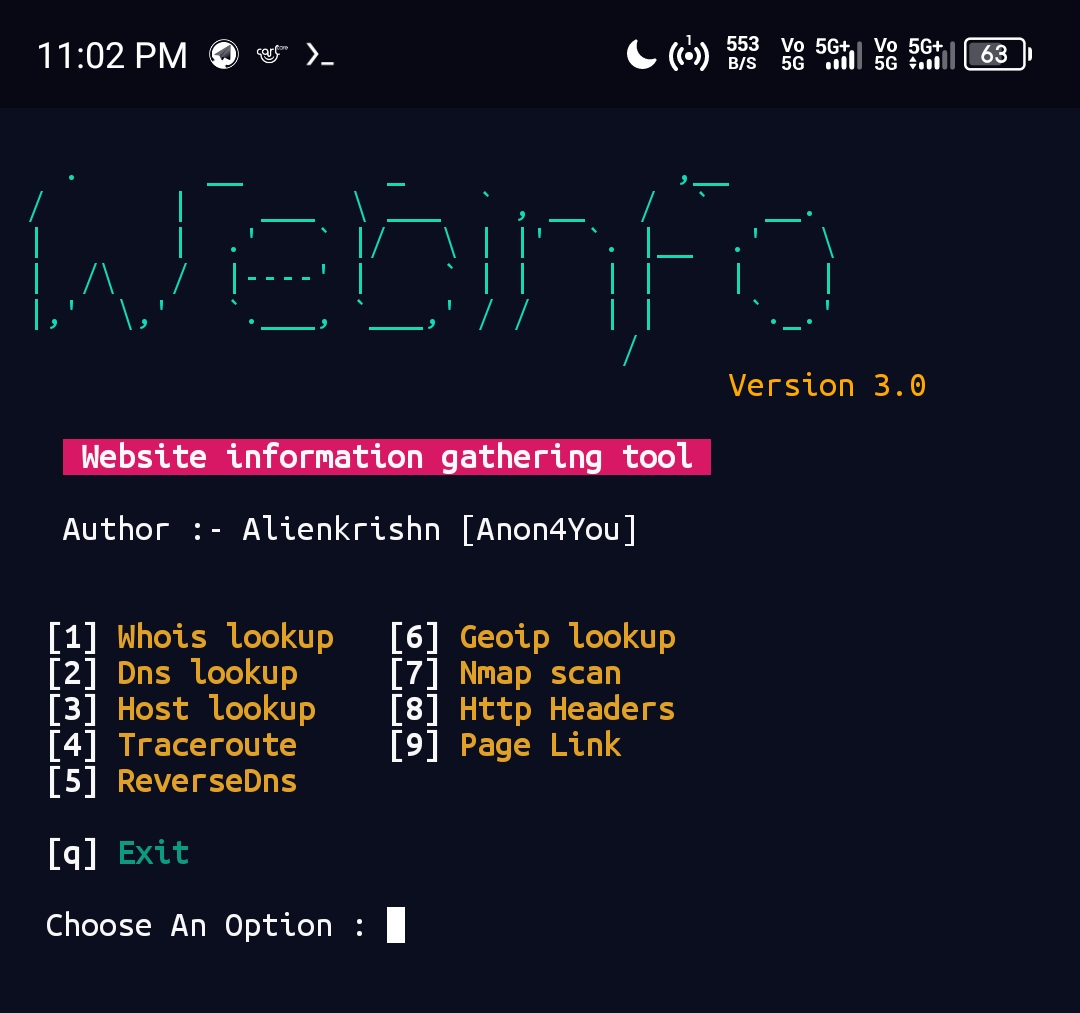 11:02 PM 1 553 B/S Vo 5G 5G+ Vo 5G 5G+ 63
Webinfo
Version 3.0
Website information gathering tool
Author :- Alienkrishn [Anon4You]
[1] Whois lookup [6] Geoip lookup
[2] Dns lookup [7] Nmap scan
[3] Host lookup [8] Http Headers
[4] Traceroute [9] Page Link
[5] ReverseDns
[q] Exit
Choose An Option :